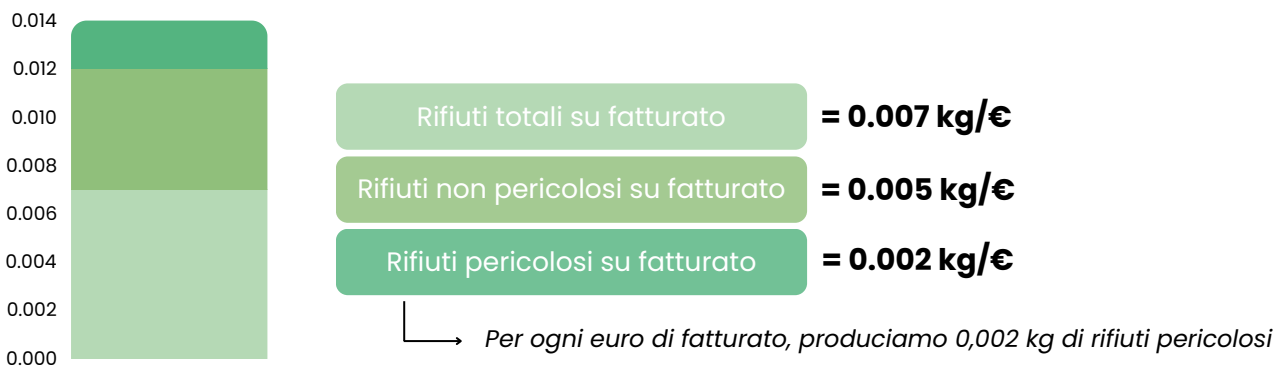 0.014
0.012
0.010
0.008
0.006
0.004
0.002
0.000
Rifiuti totali su fatturato = 0.007 kg/€
Rifiuti non pericolosi su fatturato = 0.005 kg/€
Rifiuti pericolosi su fatturato = 0.002 kg/€
Per ogni euro di fatturato, produciamo 0,002 kg di rifiuti pericolosi